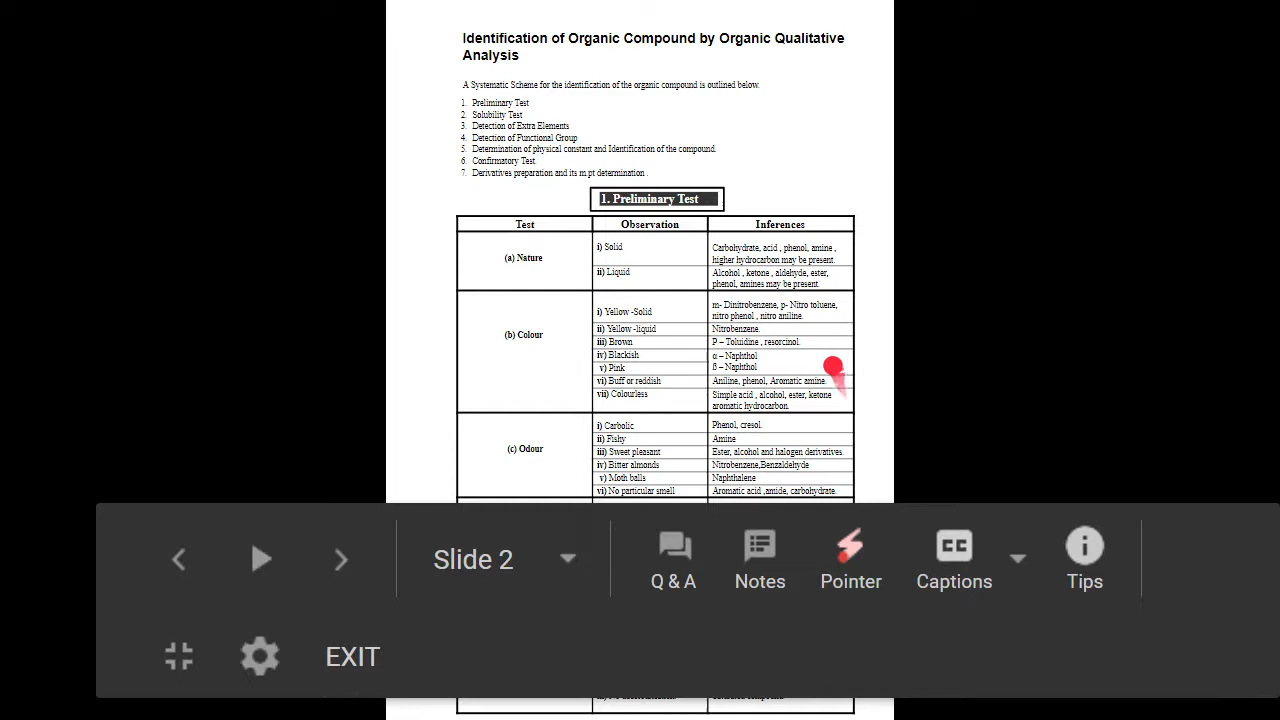 Identification of Organic Compound by Organic Qualitative
Analysis
A Systematic Scheme for the identification of the organic compound is outlined below.
1. Preliminary Test
2. Solubility Test
3. Detection of Extra Elements
4. Detection of Functional Group
5. Determination of physical constant and Identification of the compound.
6. Confirmatory Test
7. Derivatives preparation and its m.pt determination .
1. Preliminary Test
Test Observation Inferences
(a) Nature
i) Solid
Carbohydrate, acid , phenol, amine ,
higher hydrocarbon may be present.
ii) Liquid
Alcohol , ketone , aldehyde, ester,
phenol, amines may be present.
(b) Colour
i) Yellow -Solid
m- Dinitrobenzene, p- Nitro toluene,
nitro phenol , nitro aniline.
ii) Yellow -liquid Nitrobenzene.
iii) Brown P – Toluidine , resorcinol.
iv) Blackish α – Naphthol
v) Pink ß – Naphthol
vi) Buff or reddish Aniline, phenol, Aromatic amine.
vii) Colourless Simple acid , alcohol, ester, ketone
aromatic hydrocarbon.
(c) Odour
i) Carbolic Phenol, cresol.
ii) Fishy Amine
iii) Sweet pleasant Ester, alcohol and halogen derivatives.
iv) Bitter almonds Nitrobenzene,Benzaldehyde
v) Moth balls Naphthalene
vi) No particular smell Aromatic acid ,amide, carbohydrate.
Slide 2
Q & A
Notes
Pointer
CC
Captions
Tips
EXIT